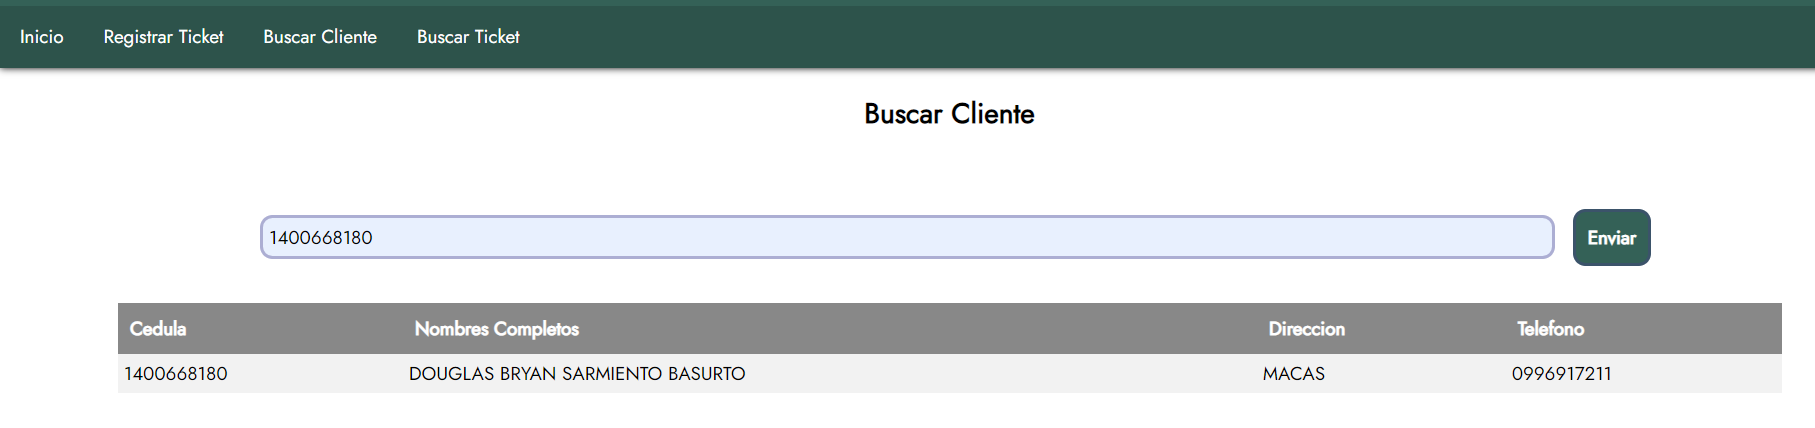 Inicio Registrar Ticket Buscar Cliente Buscar Ticket
Buscar Cliente
1400668180 Enviar
Cedula Nombres Completos Direccion Telefono
1400668180 DOUGLAS BRYAN SARMIENTO BASURTO MACAS 0996917211